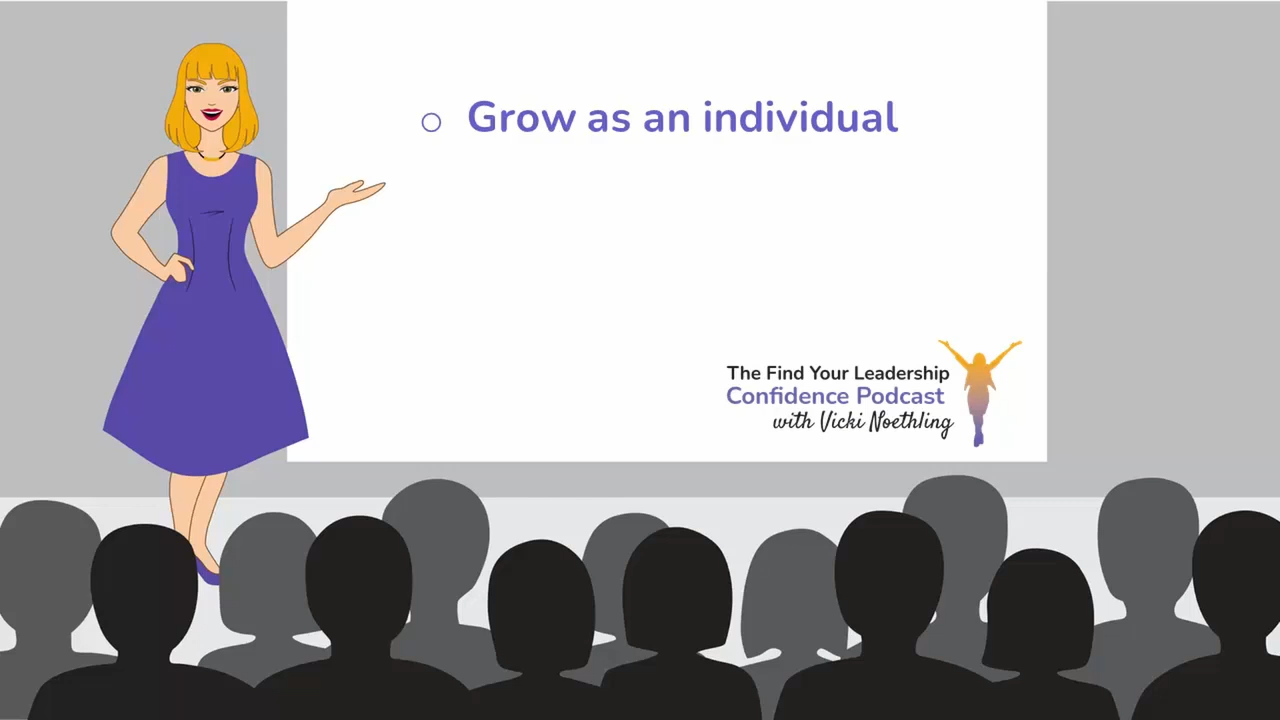 Grow as an individual
The Find Your Leadership
Confidence Podcast
with Vicki Noethling